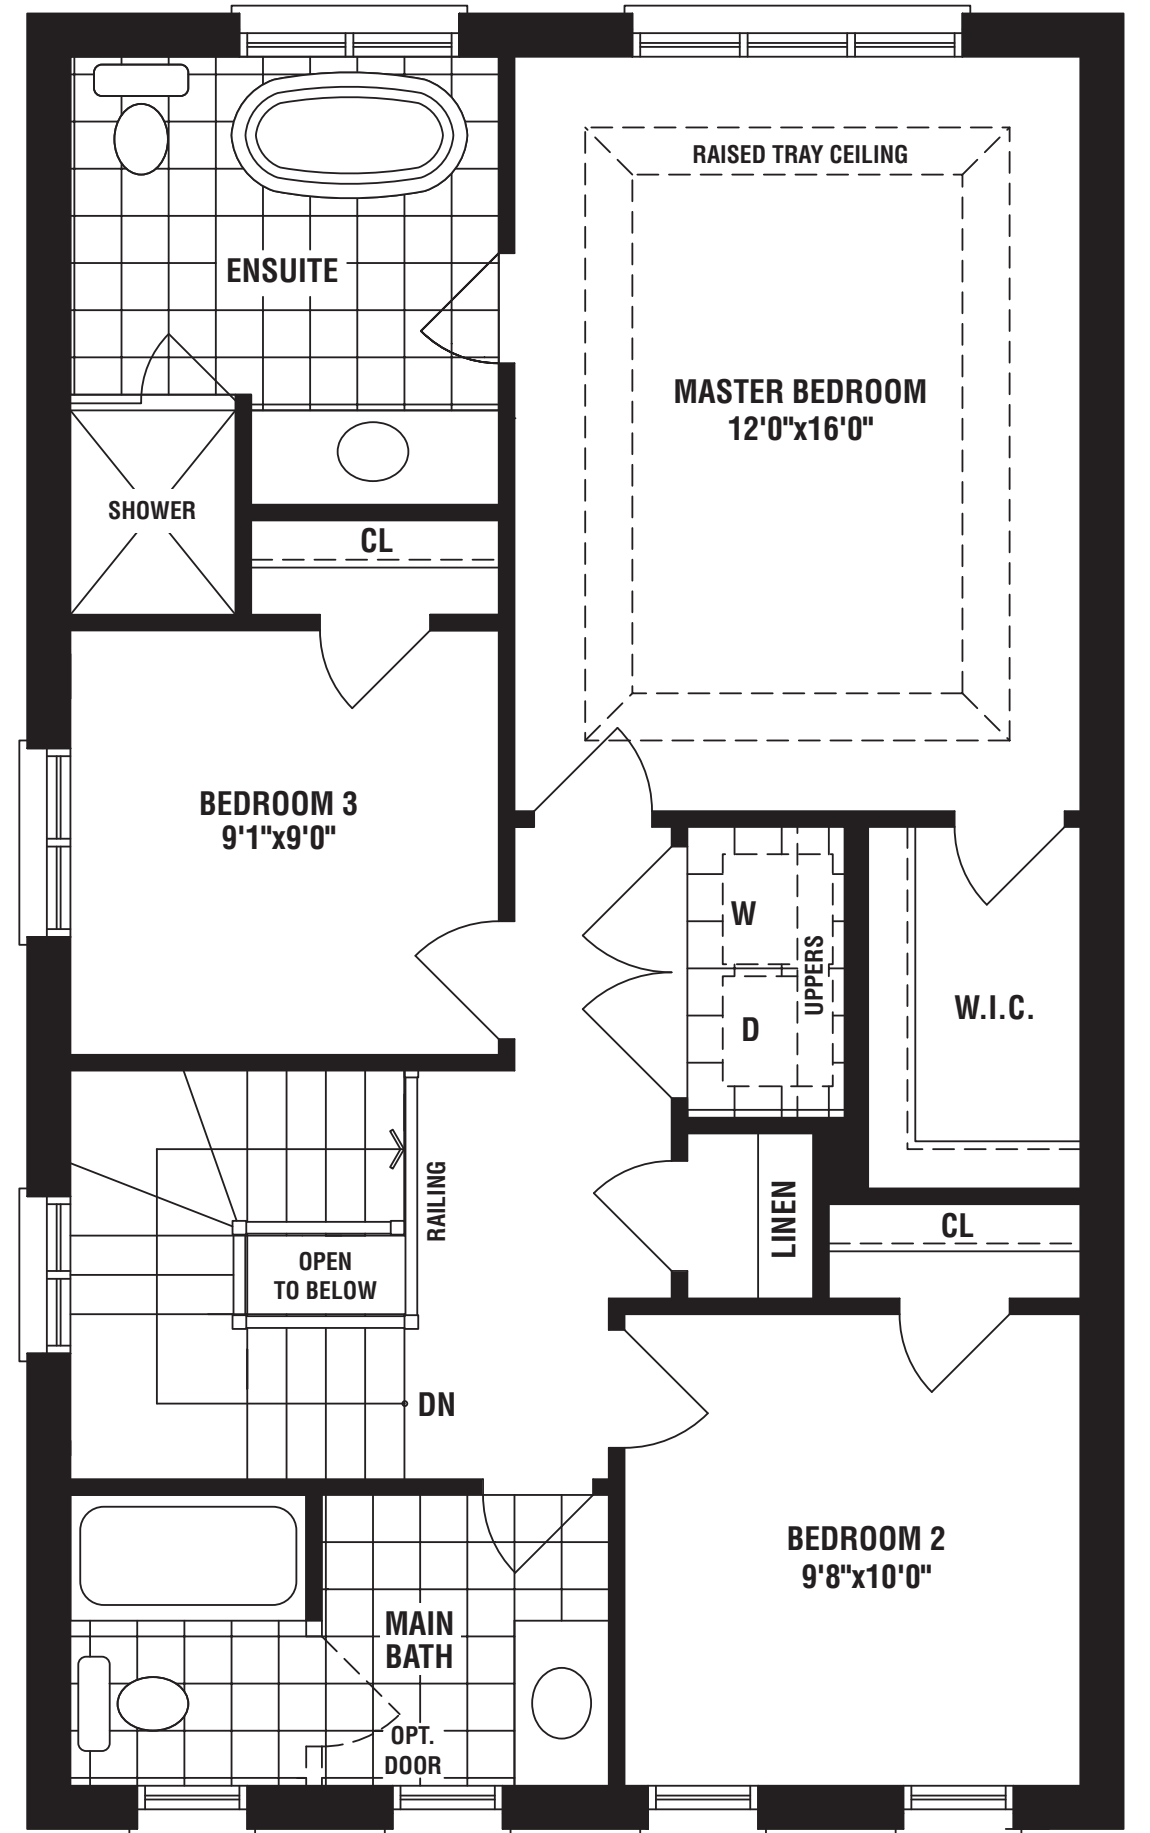 RAISED TRAY CEILING
ENSUITE
MASTER BEDROOM
12'0"x16'0"
SHOWER
CL
BEDROOM 3
9'1"x9'0"
W
UPPERS
D
W.I.C.
RAILING
LINEN
CL
OPEN
TO BELOW
DN
BEDROOM 2
9'8"x10'0"
MAIN
BATH
OPT.
DOOR